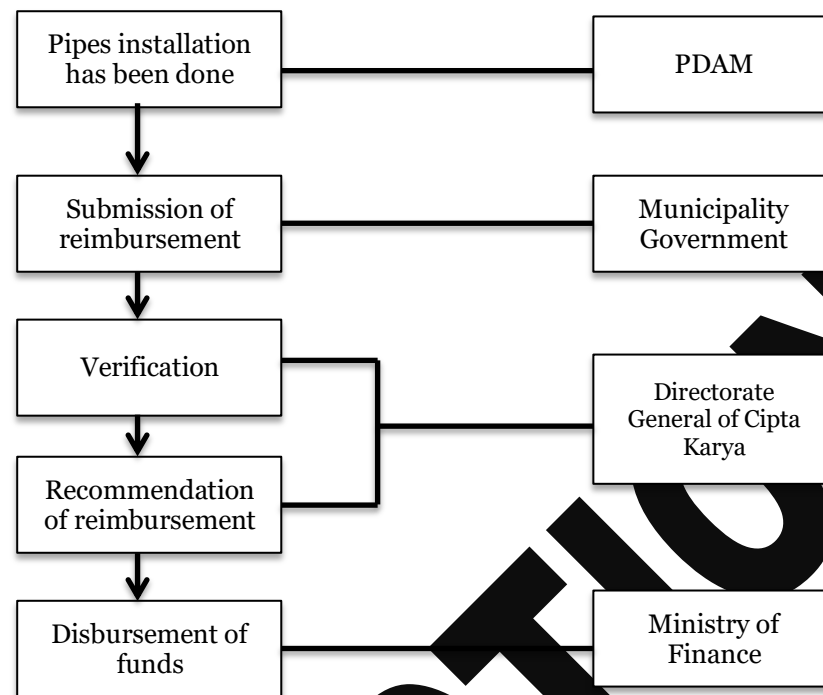 Pipes installation
has been done
PDAM
Submission of
reimbursement
Municipality
Government
Verification
Directorate
General of Cipta
Karya
Recommendation
of reimbursement
Disbursement of
funds
Ministry of
Finance